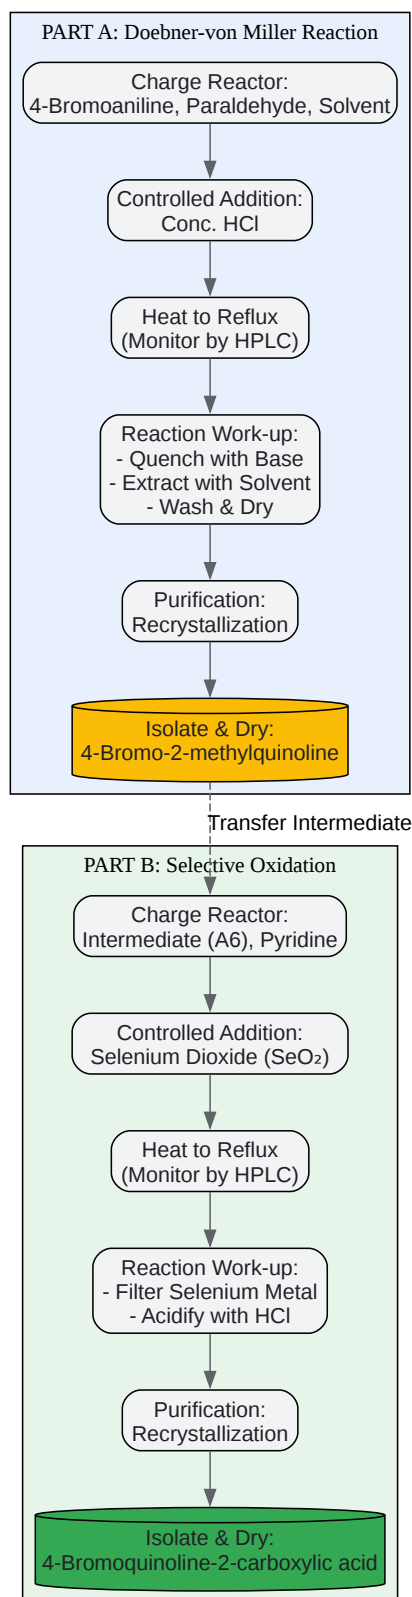 PART A: Doebner-von Miller Reaction
Charge Reactor:
4-Bromoaniline, Paraldehyde, Solvent
Controlled Addition:
Conc. HCl
Heat to Reflux
(Monitor by HPLC)
Reaction Work-up:
- Quench with Base
- Extract with Solvent
- Wash & Dry
Purification:
Recrystallization
Isolate & Dry:
4-Bromo-2-methylquinoline
Transfer Intermediate
PART B: Selective Oxidation
Charge Reactor:
Intermediate (A6), Pyridine
Controlled Addition:
Selenium Dioxide (SeO₂)
Heat to Reflux
(Monitor by HPLC)
Reaction Work-up:
- Filter Selenium Metal
- Acidify with HCl
Purification:
Recrystallization
Isolate & Dry:
4-Bromoquinoline-2-carboxylic acid